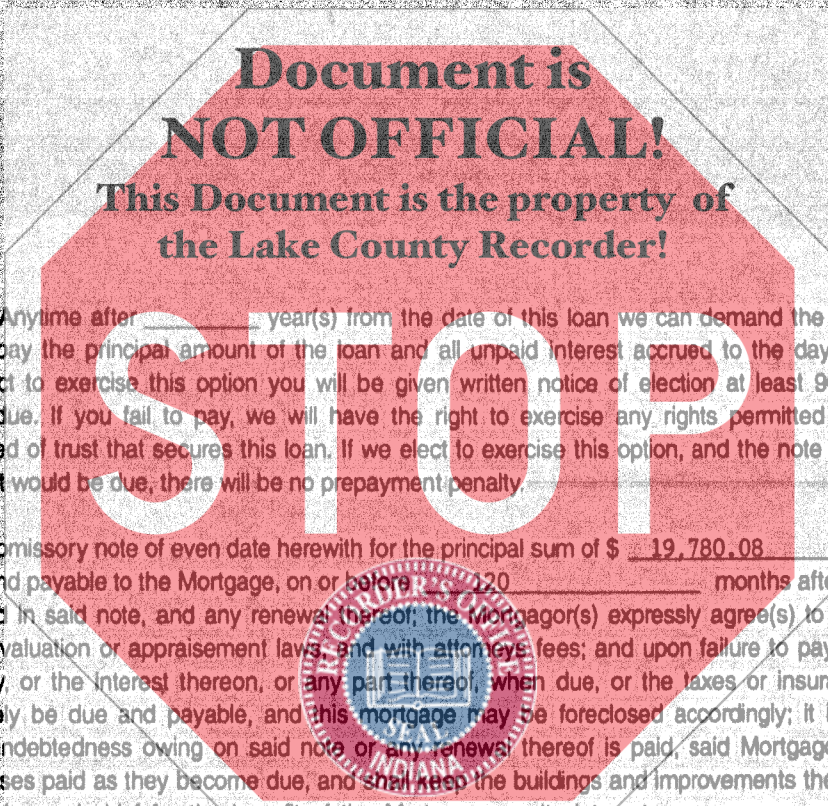 Document is
NOT OFFICIAL!
This Document is the property of
the Lake County Recorder!
STOP
Anytime after year(s) from the date of this loan we can demand the
pay the principal amount of the loan and all unpaid interest accrued to the day
to exercise this option you will be given written notice of election at least 9
due. If you fail to pay, we will have the right to exercise any rights permitted
of trust that secures this loan. If we elect to exercise this option, and the note
would be due, there will be no prepayment penalty.
omissory note of even date herewith for the principal sum of $ 19,780.08
nd payable to the Mortgage, on or before 120 months afte
in said note, and any renewal thereof; the Mortgagor(s) expressly agree(s) to
valuation or appraisement laws, and with attorneys fees; and upon failure to pay
, or the interest thereon, or any part thereof, when due, or the taxes or insur
y be due and payable, and this mortgage may be foreclosed accordingly; it
ndebtedness owing on said note or any renewal thereof is paid, said Mortgag
ses paid as they become due, and shall keep the buildings and improvements the
RECORDER'S OFFICE
SEAL
INDIANA